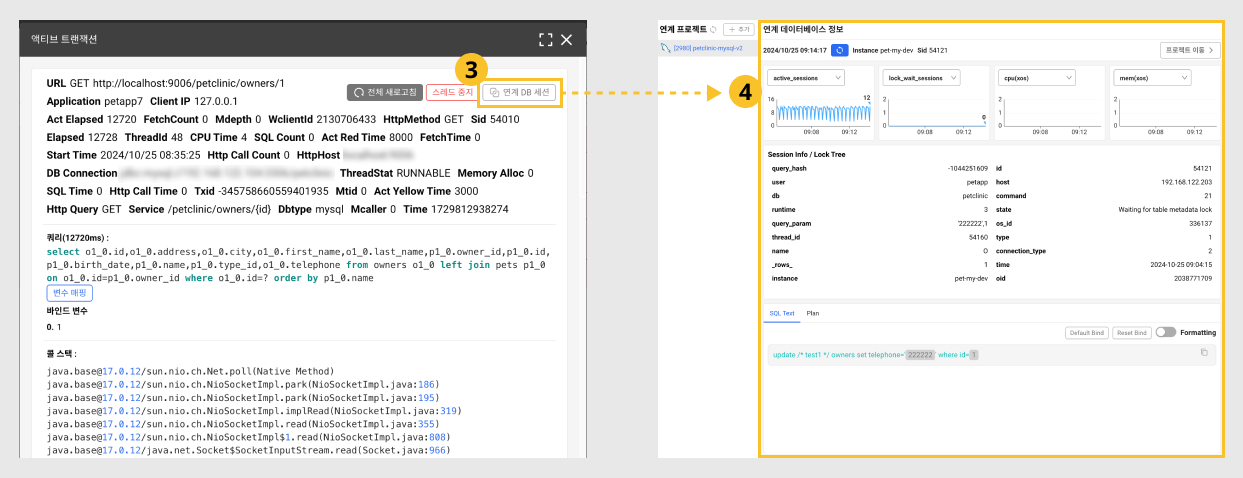 액티브 트랜잭션
URL GET http://localhost:9006/petclinic/owners/1
전체 새로고침
스레드 중지
3
연계 DB 세션
Application petapp7 Client IP 127.0.0.1
Act Elapsed 12720 FetchCount 0 Mdepth 0 WclientId 2130706433 HttpMethod GET Sid 54010
Elapsed 12728 ThreadId 48 CPU Time 4 SQL Count 0 Act Red Time 8000 FetchTime 0
Start Time 2024/10/25 08:35:25 Http Call Count 0 HttpHost
DB Connection ThreadStat RUNNABLE Memory Alloc 0
SQL Time 0 Http Call Time 0 Txid -345758660559401935 Mtid 0 Act Yellow Time 3000
Http Query GET Service /petclinic/owners/{id} Dbtype mysql Mcaller 0 Time 1729812938274
쿼리(12720ms) :
select o1_0.id,o1_0.address,o1_0.city,o1_0.first_name,o1_0.last_name,p1_0.owner_id,p1_0.id,
p1_0.birth_date,p1_0.name,p1_0.type_id,o1_0.telephone from owners o1_0 left join pets p1_0
on o1_0.id=p1_0.owner_id where o1_0.id=? order by p1_0.name
변수 매핑
바인드 변수
0. 1
콜 스택 :
java.base@17.0.12/sun.nio.ch.Net.poll(Native Method)
java.base@17.0.12/sun.nio.ch.NioSocketImpl.park(NioSocketImpl.java:186)
java.base@17.0.12/sun.nio.ch.NioSocketImpl.park(NioSocketImpl.java:195)
java.base@17.0.12/sun.nio.ch.NioSocketImpl.implRead(NioSocketImpl.java:319)
java.base@17.0.12/sun.nio.ch.NioSocketImpl.read(NioSocketImpl.java:355)
java.base@17.0.12/sun.nio.ch.NioSocketImpl$1.read(NioSocketImpl.java:808)
java.base@17.0.12/java.net.Socket$SocketInputStream.read(Socket.java:966)
연계 프로젝트
+ 추가
[2980] petclinic-mysql-v2
4
연계 데이터베이스 정보
2024/10/25 09:14:17 Instance pet-my-dev Sid 54121
프로젝트 이동 >
active_sessions
16
8
0
12
09:08 09:12
lock_wait_sessions
2
1
0
0
09:08 09:12
cpu(xos)
2
1
0
09:08 09:12
mem(xos)
2
1
0
09:08 09:12
Session Info / Lock Tree
query_hash -1044251609 id 54121
user petapp host 192.168.122.203
db petclinic command 21
runtime 3 state Waiting for table metadata lock
query_param '222222',1 os_id 336137
thread_id 54160 type 1
name O connection_type 2
_rows_ 1 time 2024-10-25 09:04:15
instance pet-my-dev oid 2038771709
SQL Text Plan
Default Bind Reset Bind Formatting
update /* test1 */ owners set telephone='222222' where id=1